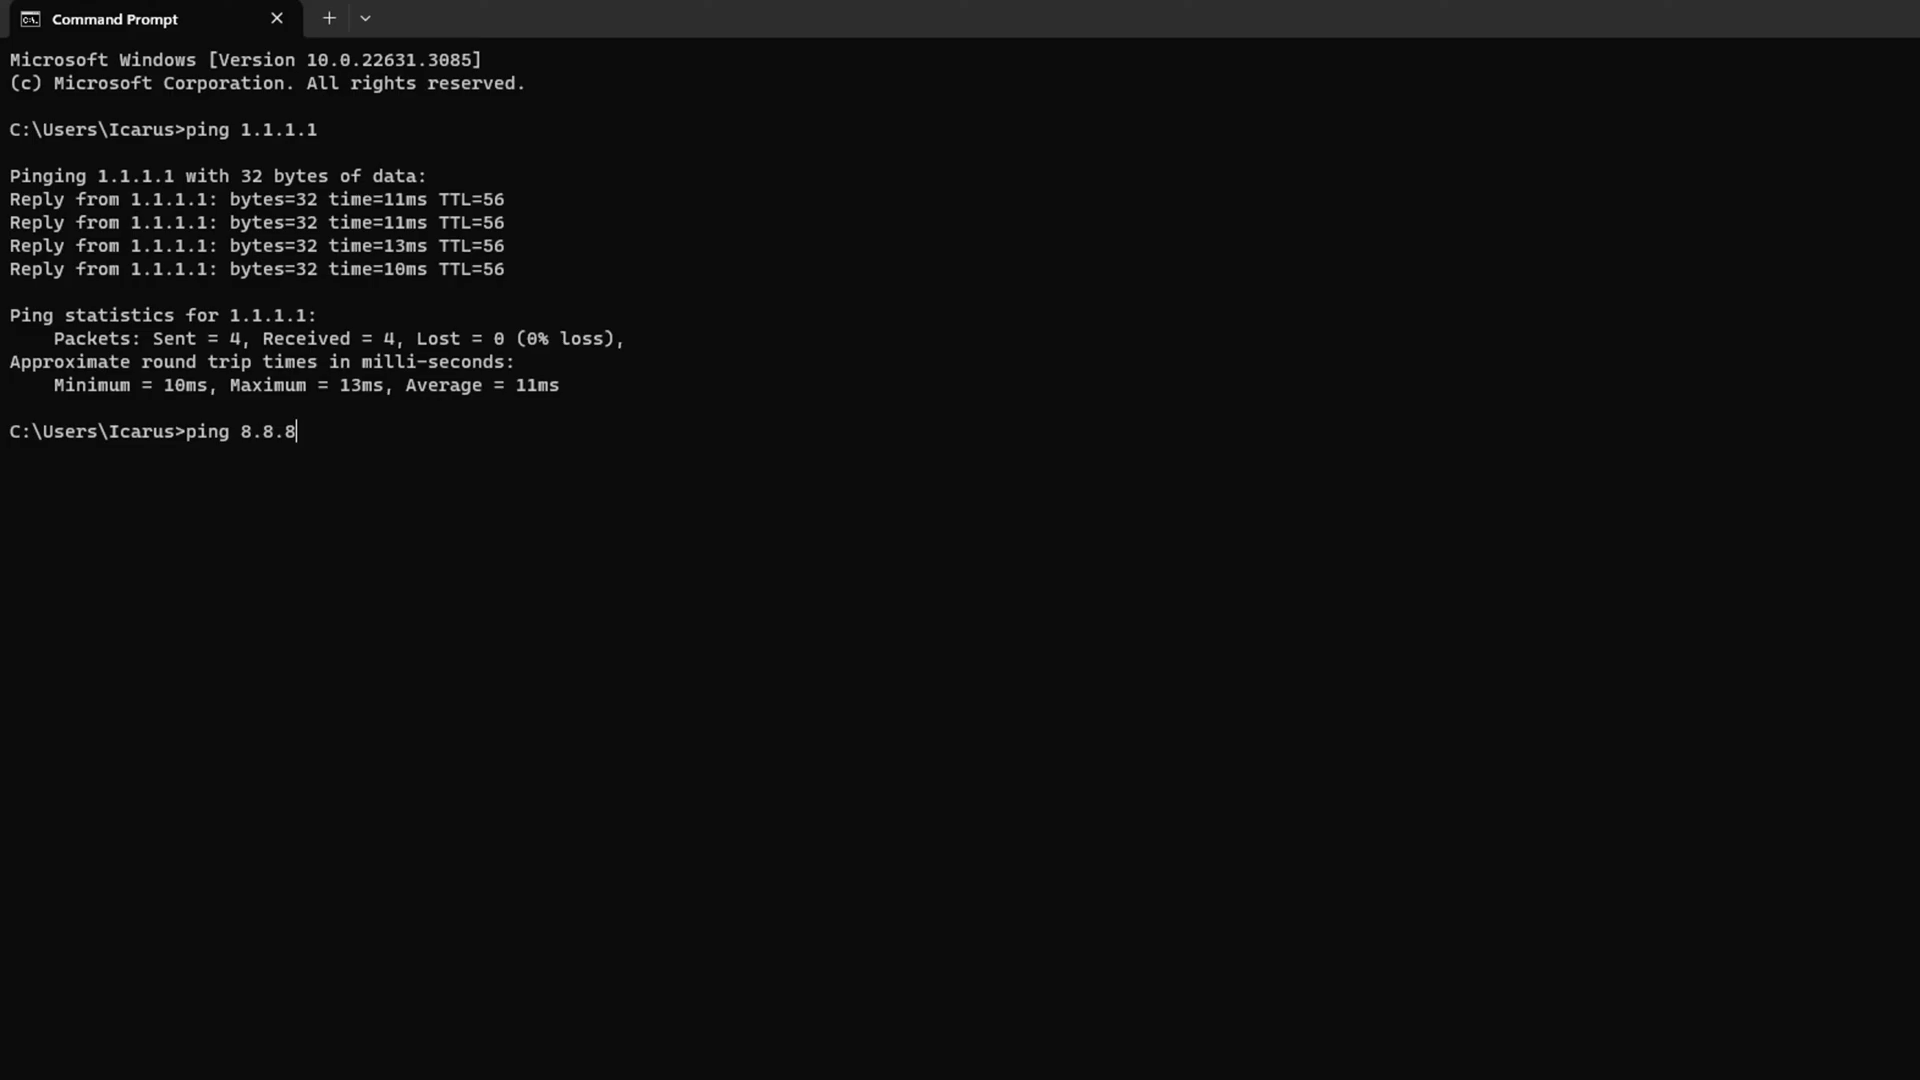 Command Prompt
Microsoft Windows [Version 10.0.22631.3085]
(c) Microsoft Corporation. All rights reserved.
C:\Users\Icarus>ping 1.1.1.1
Pinging 1.1.1.1 with 32 bytes of data:
Reply from 1.1.1.1: bytes=32 time=11ms TTL=56
Reply from 1.1.1.1: bytes=32 time=11ms TTL=56
Reply from 1.1.1.1: bytes=32 time=13ms TTL=56
Reply from 1.1.1.1: bytes=32 time=10ms TTL=56
Ping statistics for 1.1.1.1:
    Packets: Sent = 4, Received = 4, Lost = 0 (0% loss),
Approximate round trip times in milli-seconds:
    Minimum = 10ms, Maximum = 13ms, Average = 11ms
C:\Users\Icarus>ping 8.8.8